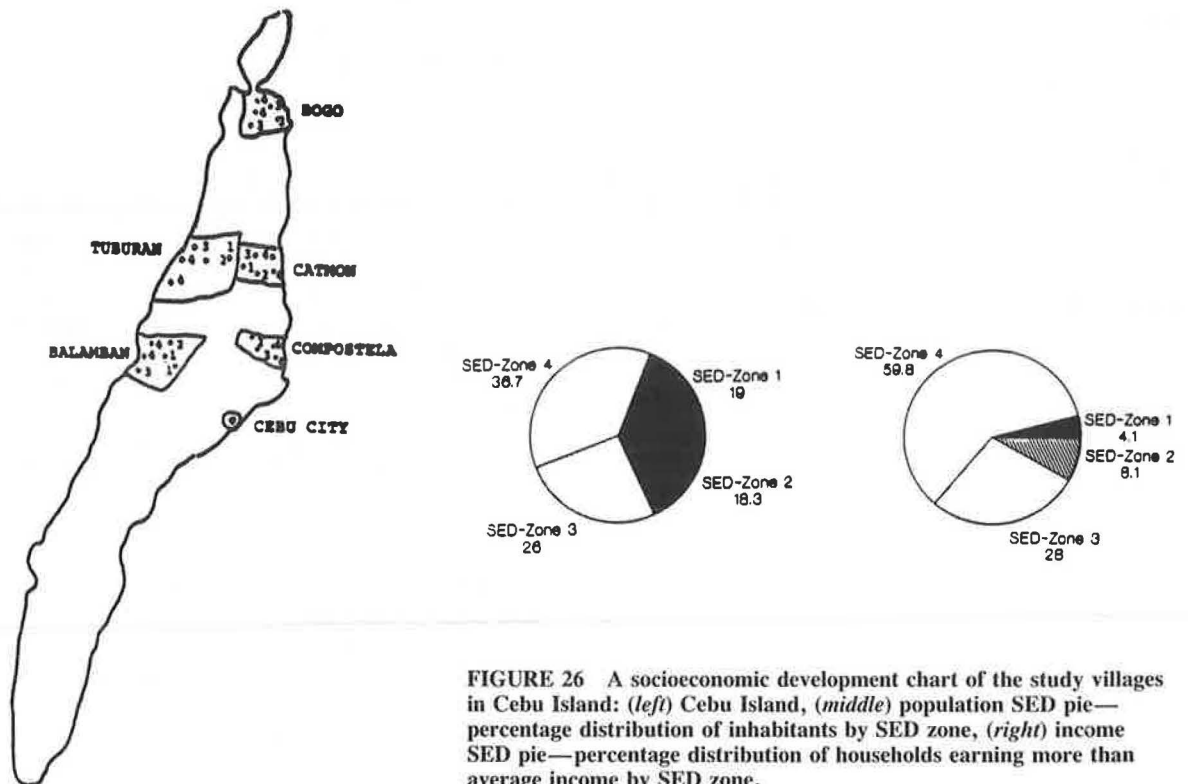 BOGO
TUBURAN
CATMON
BALAMBAN
COMPOSTELA
CEBU CITY
SED-Zone 4
36.7
SED-Zone 1
19
SED-Zone 2
18.3
SED-Zone 3
26
SED-Zone 4
59.8
SED-Zone 1
4.1
SED-Zone 2
8.1
SED-Zone 3
28
FIGURE 26 A socioeconomic development chart of the study villages
in Cebu Island: (left) Cebu Island, (middle) population SED pie—
percentage distribution of inhabitants by SED zone, (right) income
SED pie—percentage distribution of households earning more than
average income by SED zone.